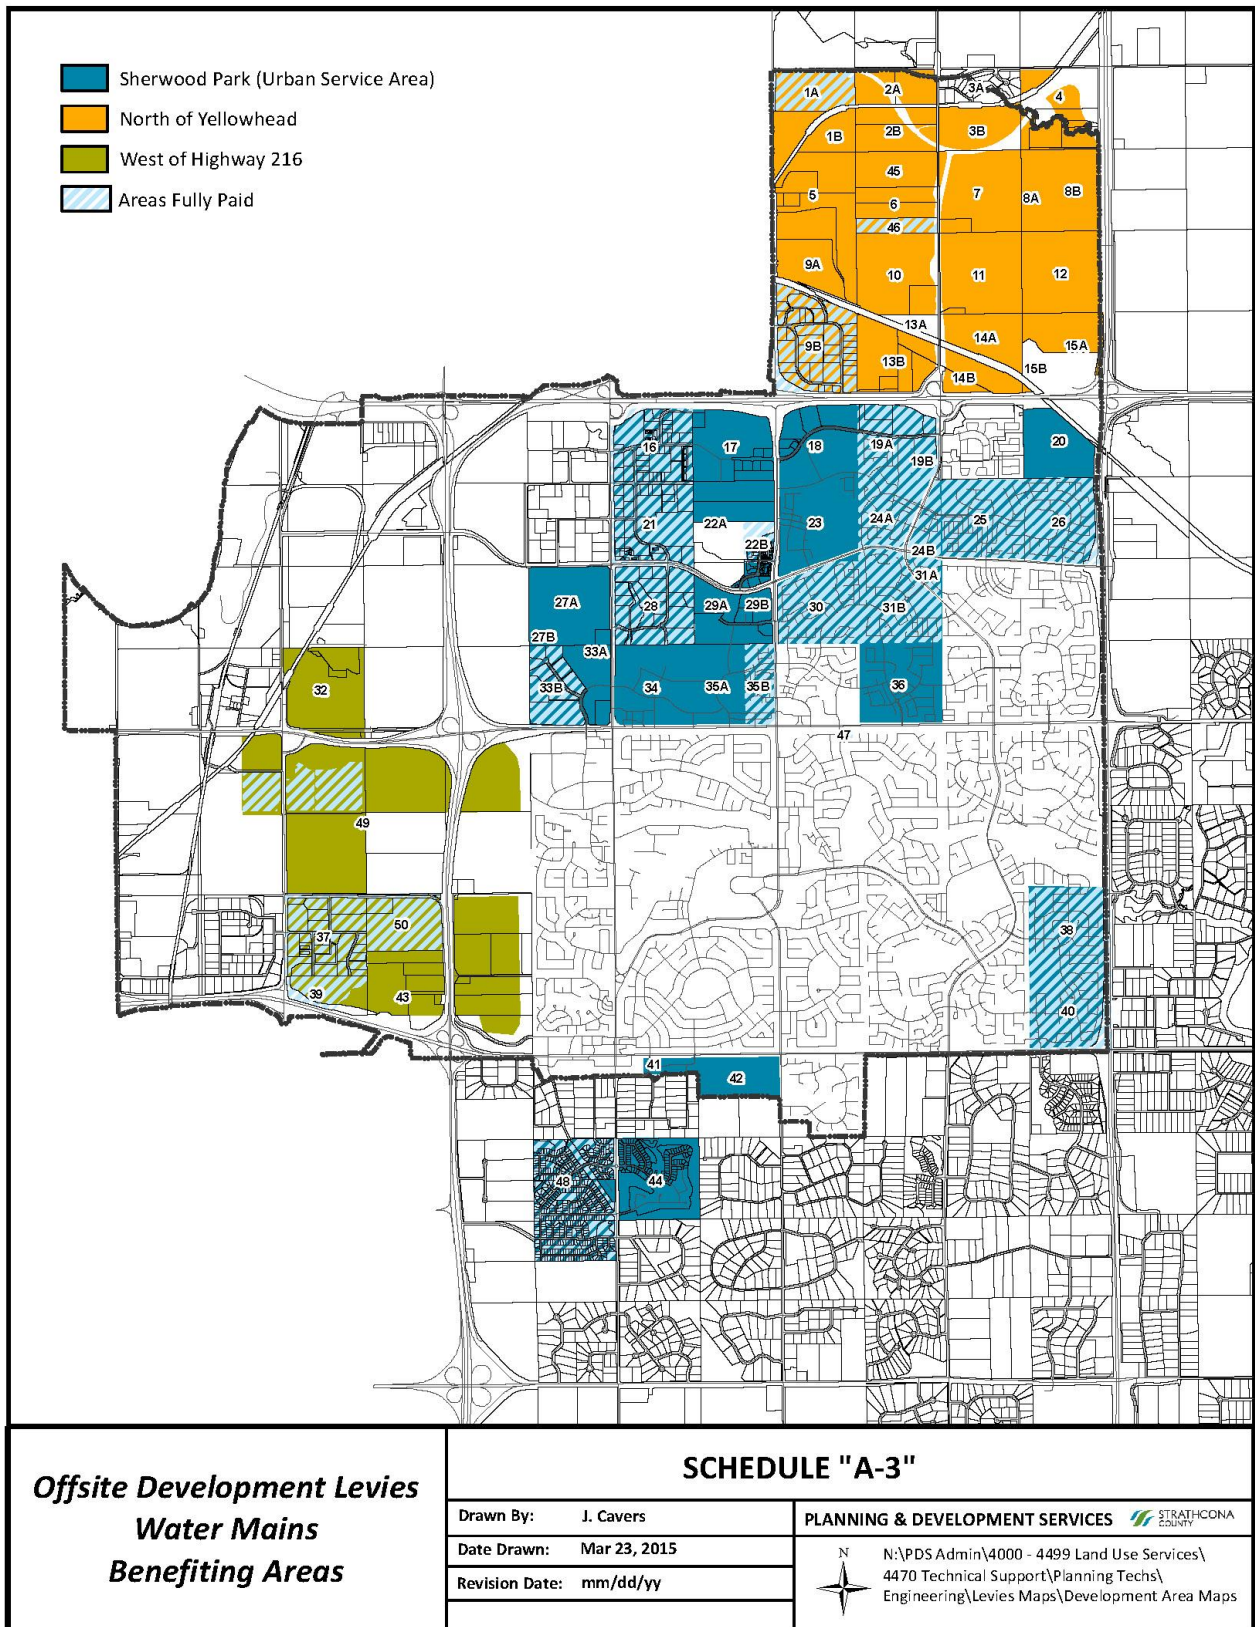 Sherwood Park (Urban Service Area)
North of Yellowhead
West of Highway 216
Areas Fully Paid
1A
2A
3A
4
1B
2B
3B
45
5
6
7
8A
8B
46
9A
10
11
12
13A
14A
15A
9B
13B
14B
15B
16
17
18
19A
19B
20
21
22A
22B
23
24A
24B
25
26
27A
27B
28
29A
29B
30
31A
31B
32
33A
33B
34
35A
35B
36
47
49
37
50
38
39
43
40
41
42
48
44
Offsite Development Levies
Water Mains
Benefiting Areas
SCHEDULE "A-3"
Drawn By: J. Cavers
Date Drawn: Mar 23, 2015
Revision Date: mm/dd/yy
PLANNING & DEVELOPMENT SERVICES
STRATHCONA
COUNTY
N
N:\PDS Admin\4000 - 4499 Land Use Services\
4470 Technical Support\Planning Techs\
Engineering\Levies Maps\Development Area Maps